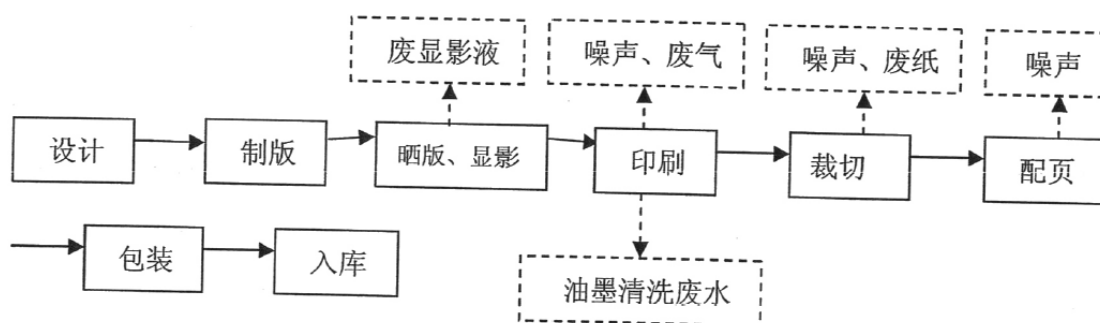 废显影液
噪声、废气
噪声、废纸
噪声
设计
制版
晒版、显影
印刷
裁切
配页
包装
入库
油墨清洗废水